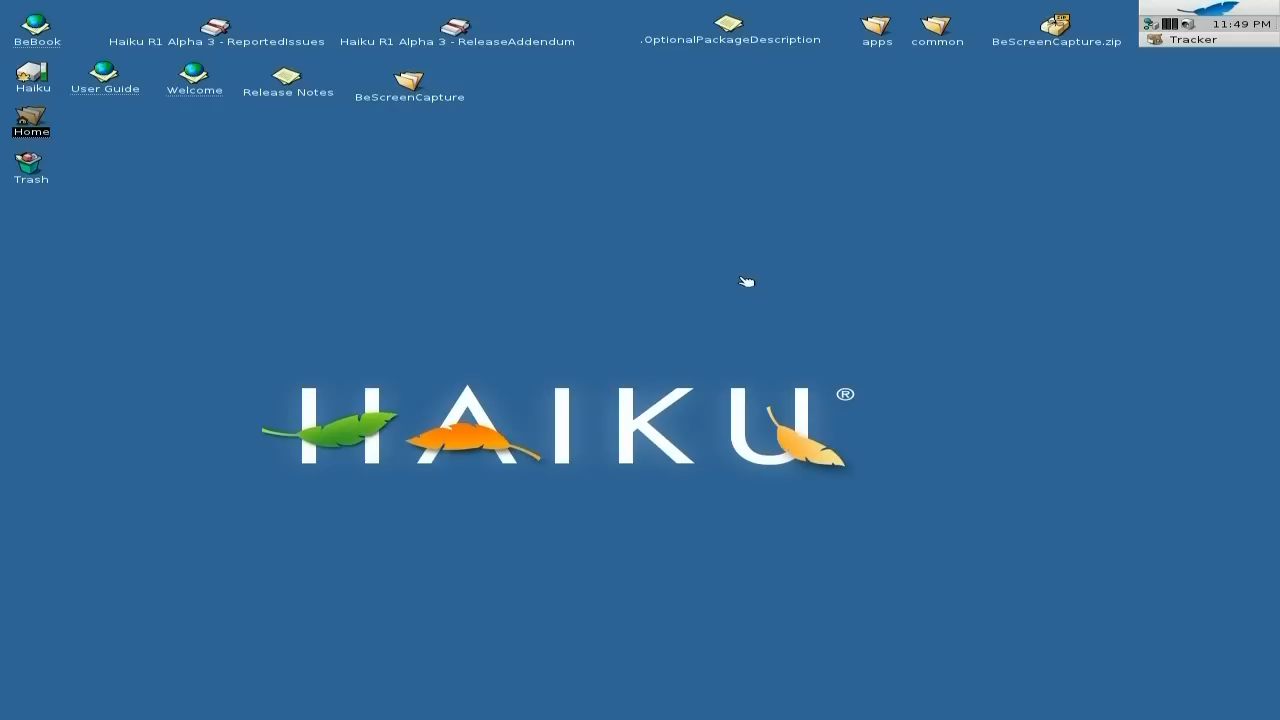 BeBook
Haiku R1 Alpha 3 - ReportedIssues
Haiku R1 Alpha 3 - ReleaseAddendum
.OptionalPackageDescription
apps
common
BeScreenCapture.zip
11:49 PM
Tracker
Haiku
User Guide
Welcome
Release Notes
BeScreenCapture
Home
Trash
HAIKU®